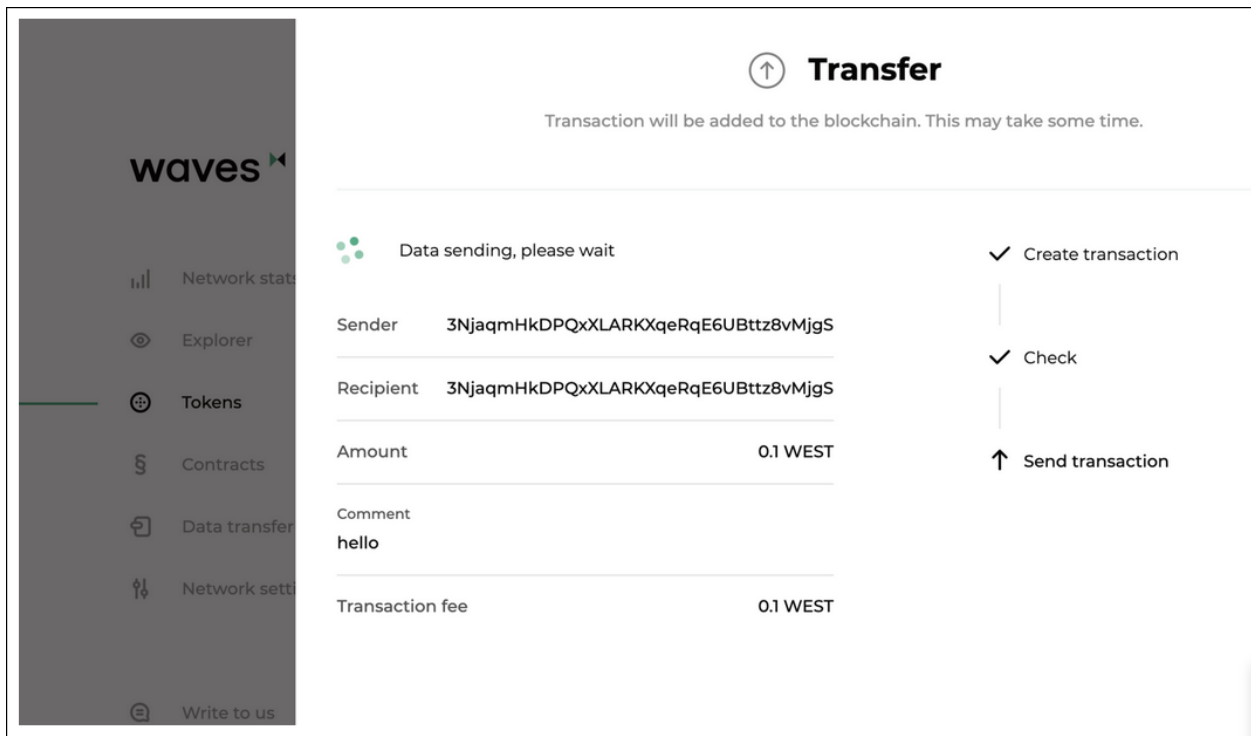 Transfer
Transaction will be added to the blockchain. This may take some time.
waves
Network stats
Explorer
Tokens
Contracts
Data transfer
Network setti
Write to us
Data sending, please wait
Sender 3NjaqmHkDPQxXLARKXqeRqE6UBttz8vMjgS
Recipient 3NjaqmHkDPQxXLARKXqeRqE6UBttz8vMjgS
Amount 0.1 WEST
Comment
hello
Transaction fee 0.1 WEST
Create transaction
Check
Send transaction